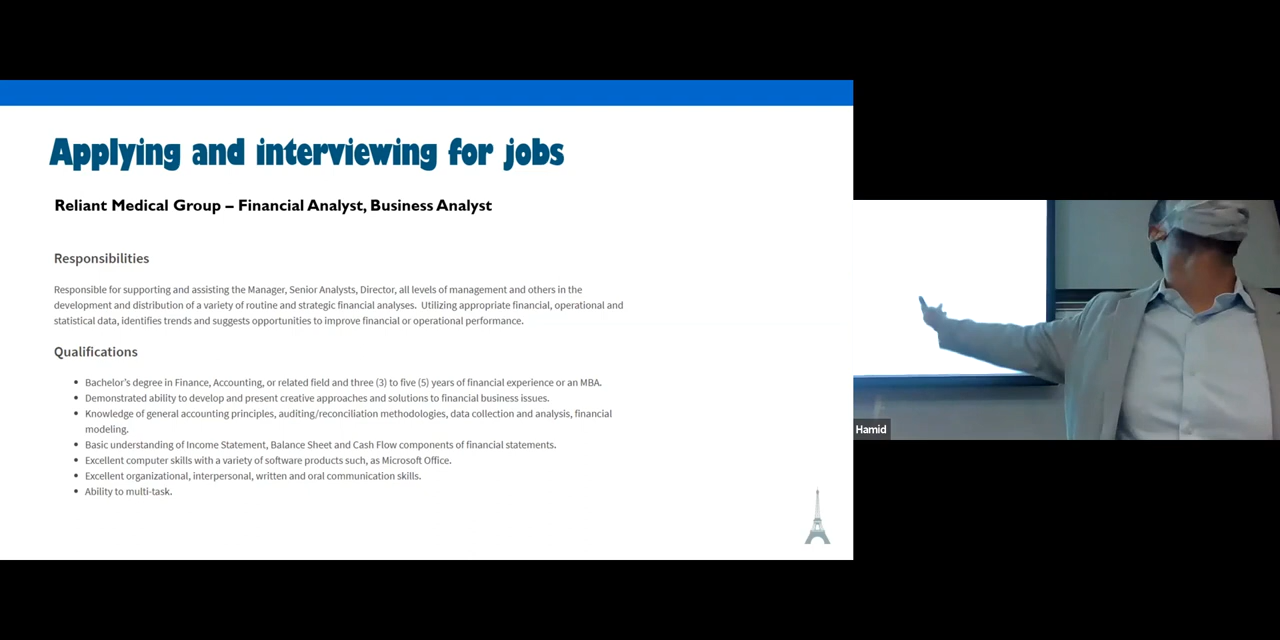 Applying and interviewing for jobs
Reliant Medical Group – Financial Analyst, Business Analyst
Responsibilities
Responsible for supporting and assisting the Manager, Senior Analysts, Director, all levels of management and others in the
development and distribution of a variety of routine and strategic financial analyses.  Utilizing appropriate financial, operational and
statistical data, identifies trends and suggests opportunities to improve financial or operational performance.
Qualifications
• Bachelor's degree in Finance, Accounting, or related field and three (3) to five (5) years of financial experience or an MBA.
• Demonstrated ability to develop and present creative approaches and solutions to financial business issues.
• Knowledge of general accounting principles, auditing/reconciliation methodologies, data collection and analysis, financial
modeling.
• Basic understanding of Income Statement, Balance Sheet and Cash Flow components of financial statements.
• Excellent computer skills with a variety of software products such, as Microsoft Office.
• Excellent organizational, interpersonal, written and oral communication skills.
• Ability to multi-task.
Hamid